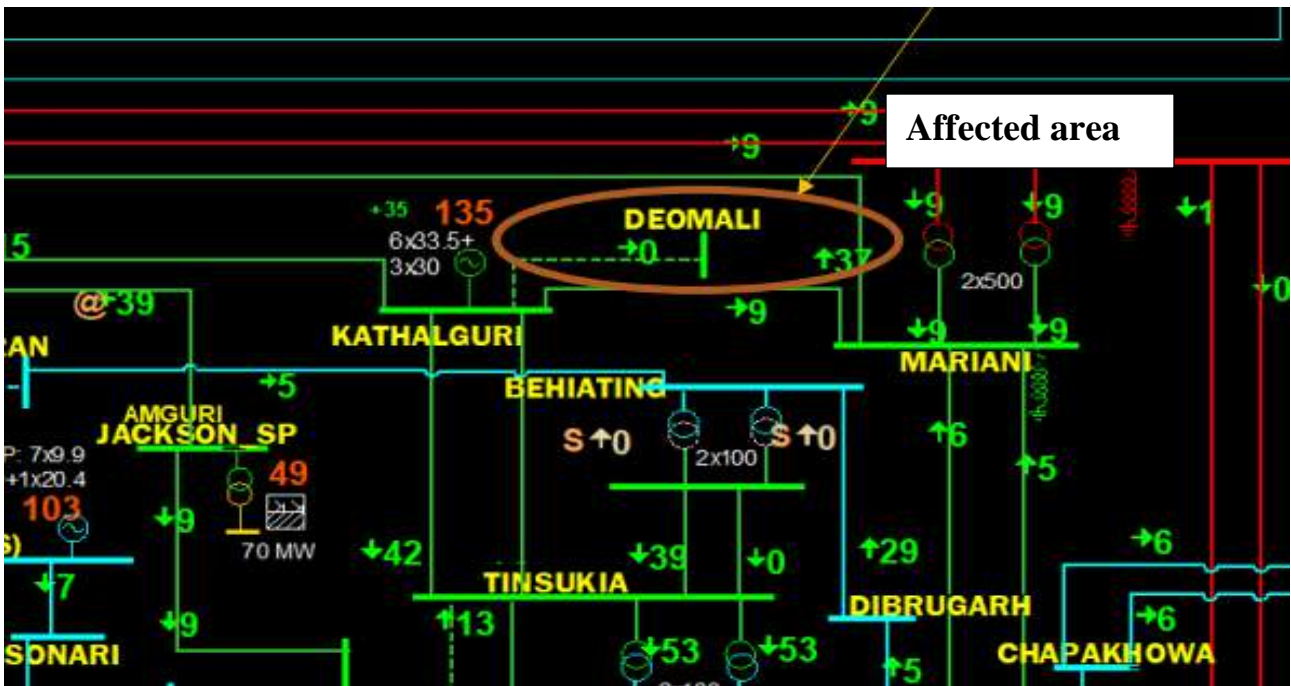 ➔9
Affected area
➔9
DEOMALI
+35 135
6x33.5+
3x30
➔0
↑37
↓9 ↓9
↓1
2x500
15
@+39
KATHALGURI
➔9
↓9 ↓9
↓0
MARIANI
➔5
BEHIATING
AMGURI
JACKSON_SP
P: 7x9.9
+1x20.4
103
49
70 MW
S ↑0 S ↑0
2x100
↑6
↑5
↓9
↓42
↓39
↓0
↑29
➔6
S)
↓7
TINSUKIA
DIBRUGARH
➔6
↓9
↑13
↓53 ↓53
SONARI
↑5
CHAPAKHOWA